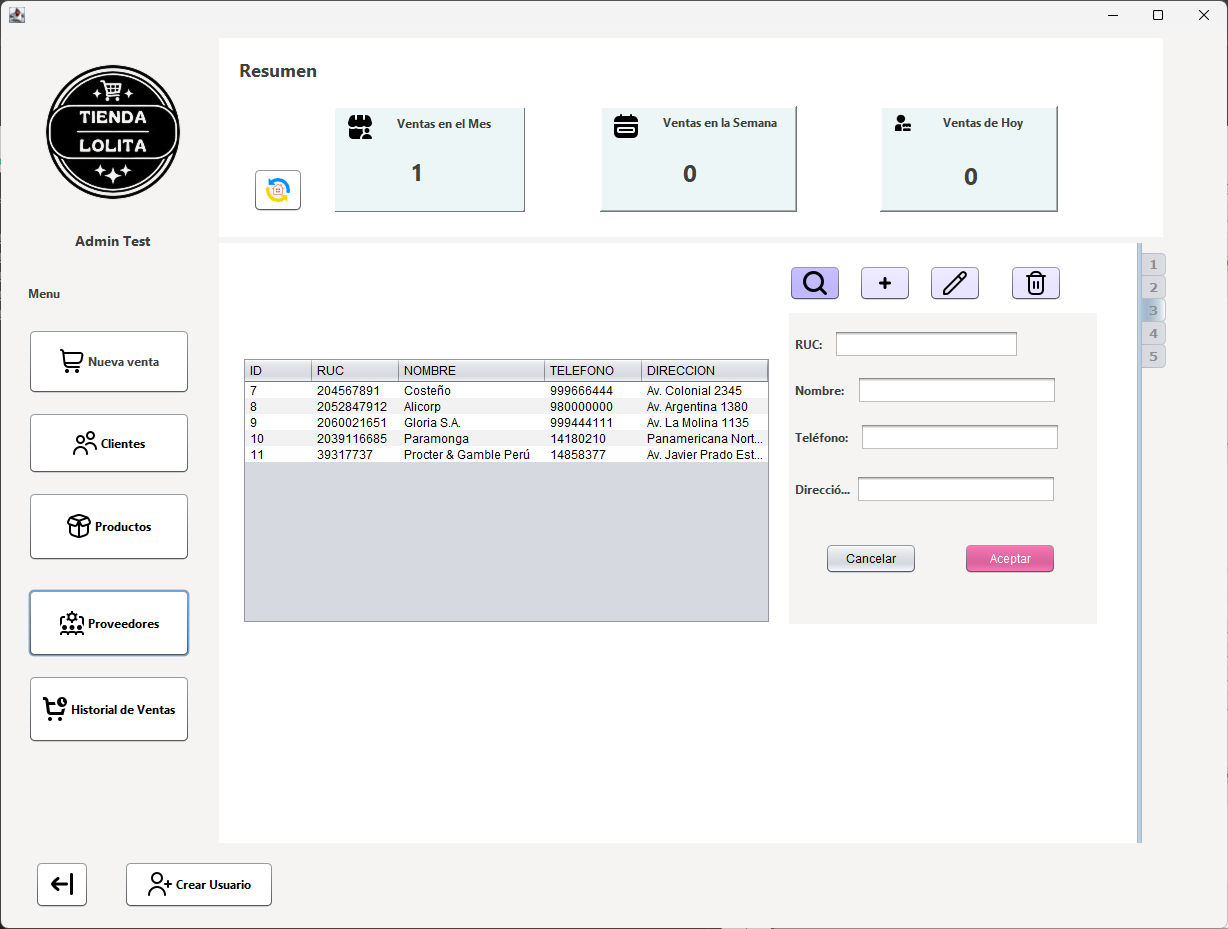 TIENDA
LOLITA
Admin Test
Menu
Nueva venta
Clientes
Productos
Proveedores
Historial de Ventas
Crear Usuario
Resumen
Ventas en el Mes
1
Ventas en la Semana
0
Ventas de Hoy
0
ID RUC NOMBRE TELEFONO DIRECCION
7 204567891 Costeño 999666444 Av. Colonial 2345
8 2052847912 Alicorp 980000000 Av. Argentina 1380
9 2060021651 Gloria S.A. 999444111 Av. La Molina 1135
10 2039116685 Paramonga 14180210 Panamericana Nort...
11 39317737 Procter & Gamble Perú 14858377 Av. Javier Prado Est...
RUC:
Nombre:
Teléfono:
Direcció...
Cancelar Aceptar
1
2
3
4
5